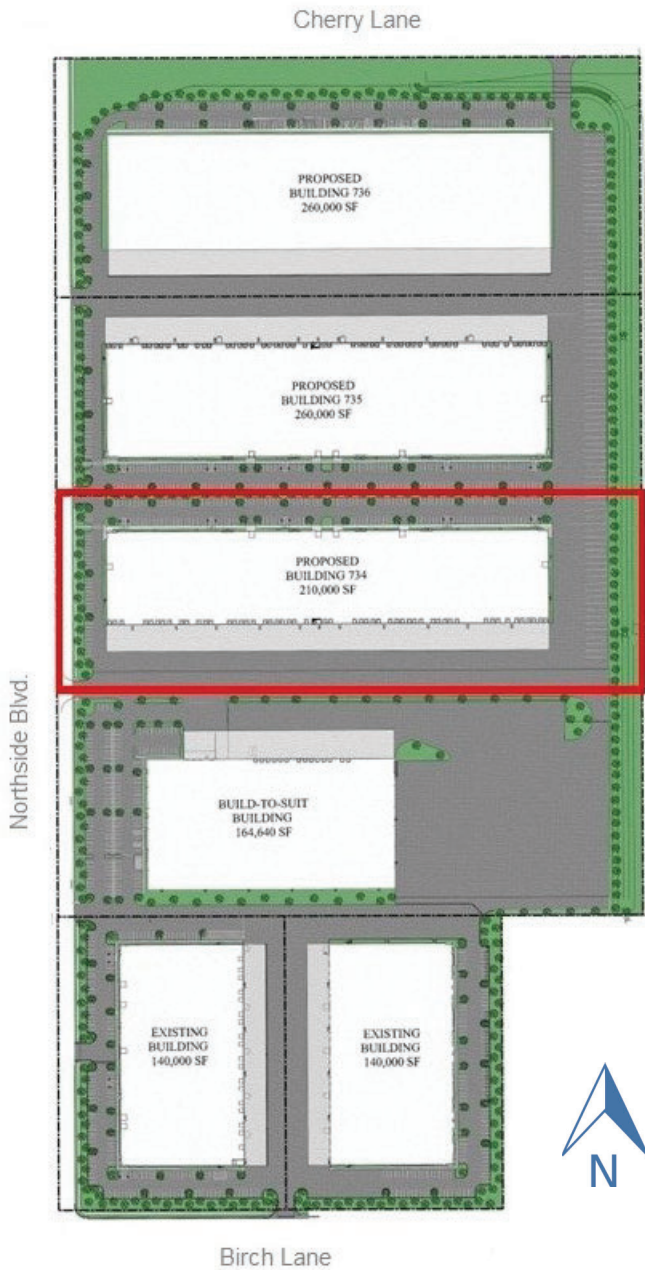 Cherry Lane
PROPOSED
BUILDING 736
260,000 SF
PROPOSED
BUILDING 735
260,000 SF
PROPOSED
BUILDING 734
210,000 SF
Northside Blvd.
BUILD-TO-SUIT
BUILDING
164,640 SF
EXISTING
BUILDING
140,000 SF
EXISTING
BUILDING
140,000 SF
N
Birch Lane